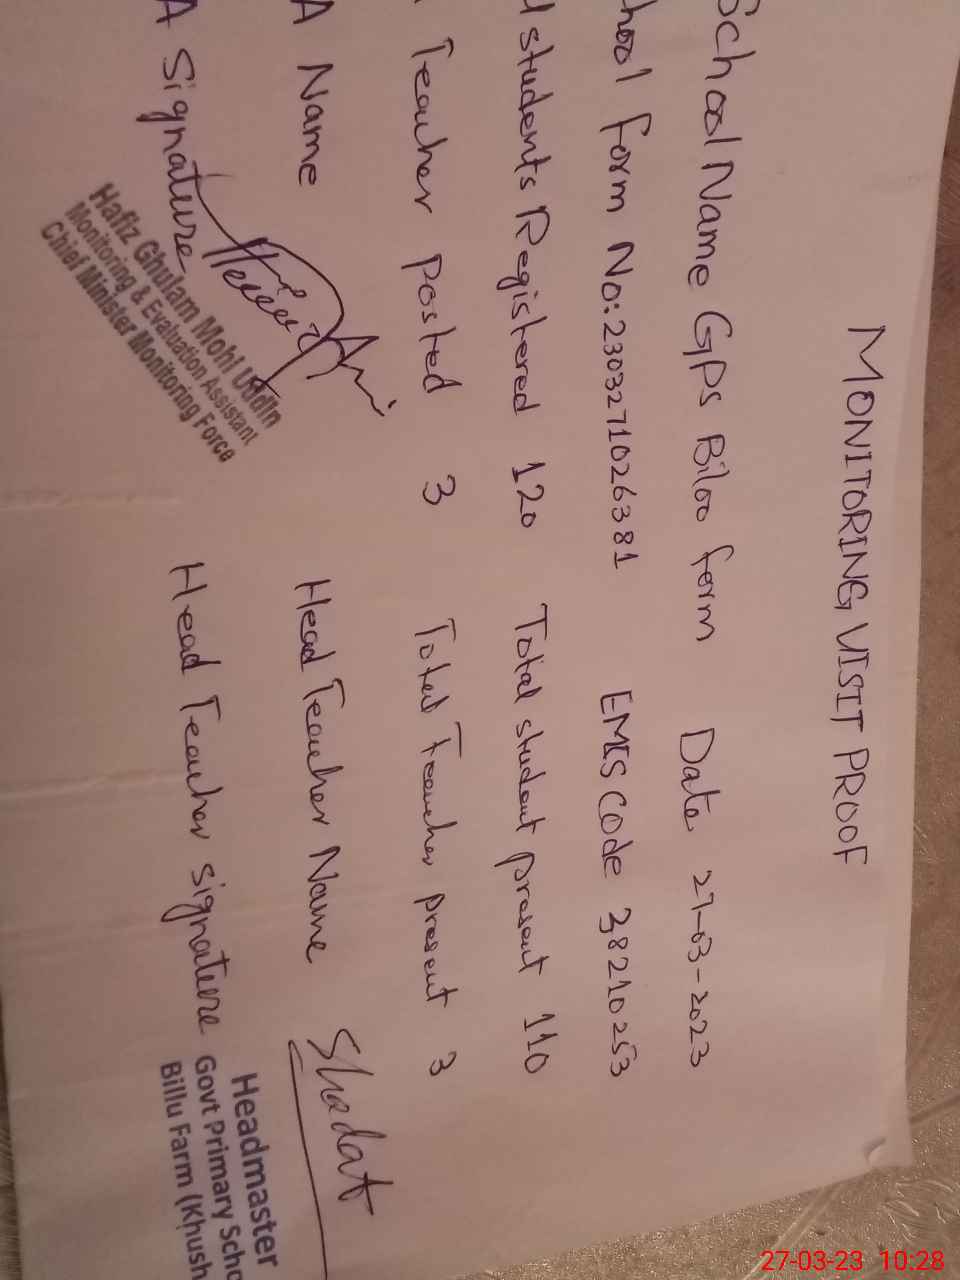 MONITORING VISIT PROOF
School Name GPS Biloo form Date 27-03-2023
hool form No: 2303271026381 EMIS Code 38210253
students Registered 120 Total student present 110
Teacher posted 3 Total Teacher present 3
A Name Head Teacher Name Shadat
A Signature Head Teacher signature
Hafiz Ghulam Mohi Uddin
Monitoring & Evaluation Assistant
Chief Minister Monitoring Force
Headmaster
Govt Primary Scho
Billu Farm (Khush
27-03-23 10:28